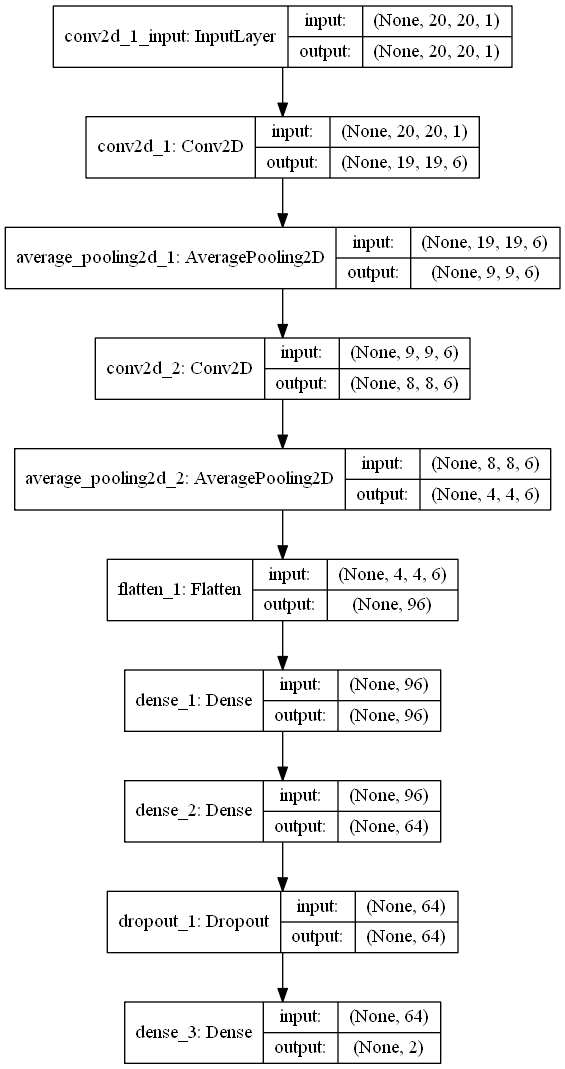 conv2d_1_input: InputLayer
input:
(None, 20, 20, 1)
output:
(None, 20, 20, 1)
conv2d_1: Conv2D
input:
(None, 20, 20, 1)
output:
(None, 19, 19, 6)
average_pooling2d_1: AveragePooling2D
input:
(None, 19, 19, 6)
output:
(None, 9, 9, 6)
conv2d_2: Conv2D
input:
(None, 9, 9, 6)
output:
(None, 8, 8, 6)
average_pooling2d_2: AveragePooling2D
input:
(None, 8, 8, 6)
output:
(None, 4, 4, 6)
flatten_1: Flatten
input:
(None, 4, 4, 6)
output:
(None, 96)
dense_1: Dense
input:
(None, 96)
output:
(None, 96)
dense_2: Dense
input:
(None, 96)
output:
(None, 64)
dropout_1: Dropout
input:
(None, 64)
output:
(None, 64)
dense_3: Dense
input:
(None, 64)
output:
(None, 2)